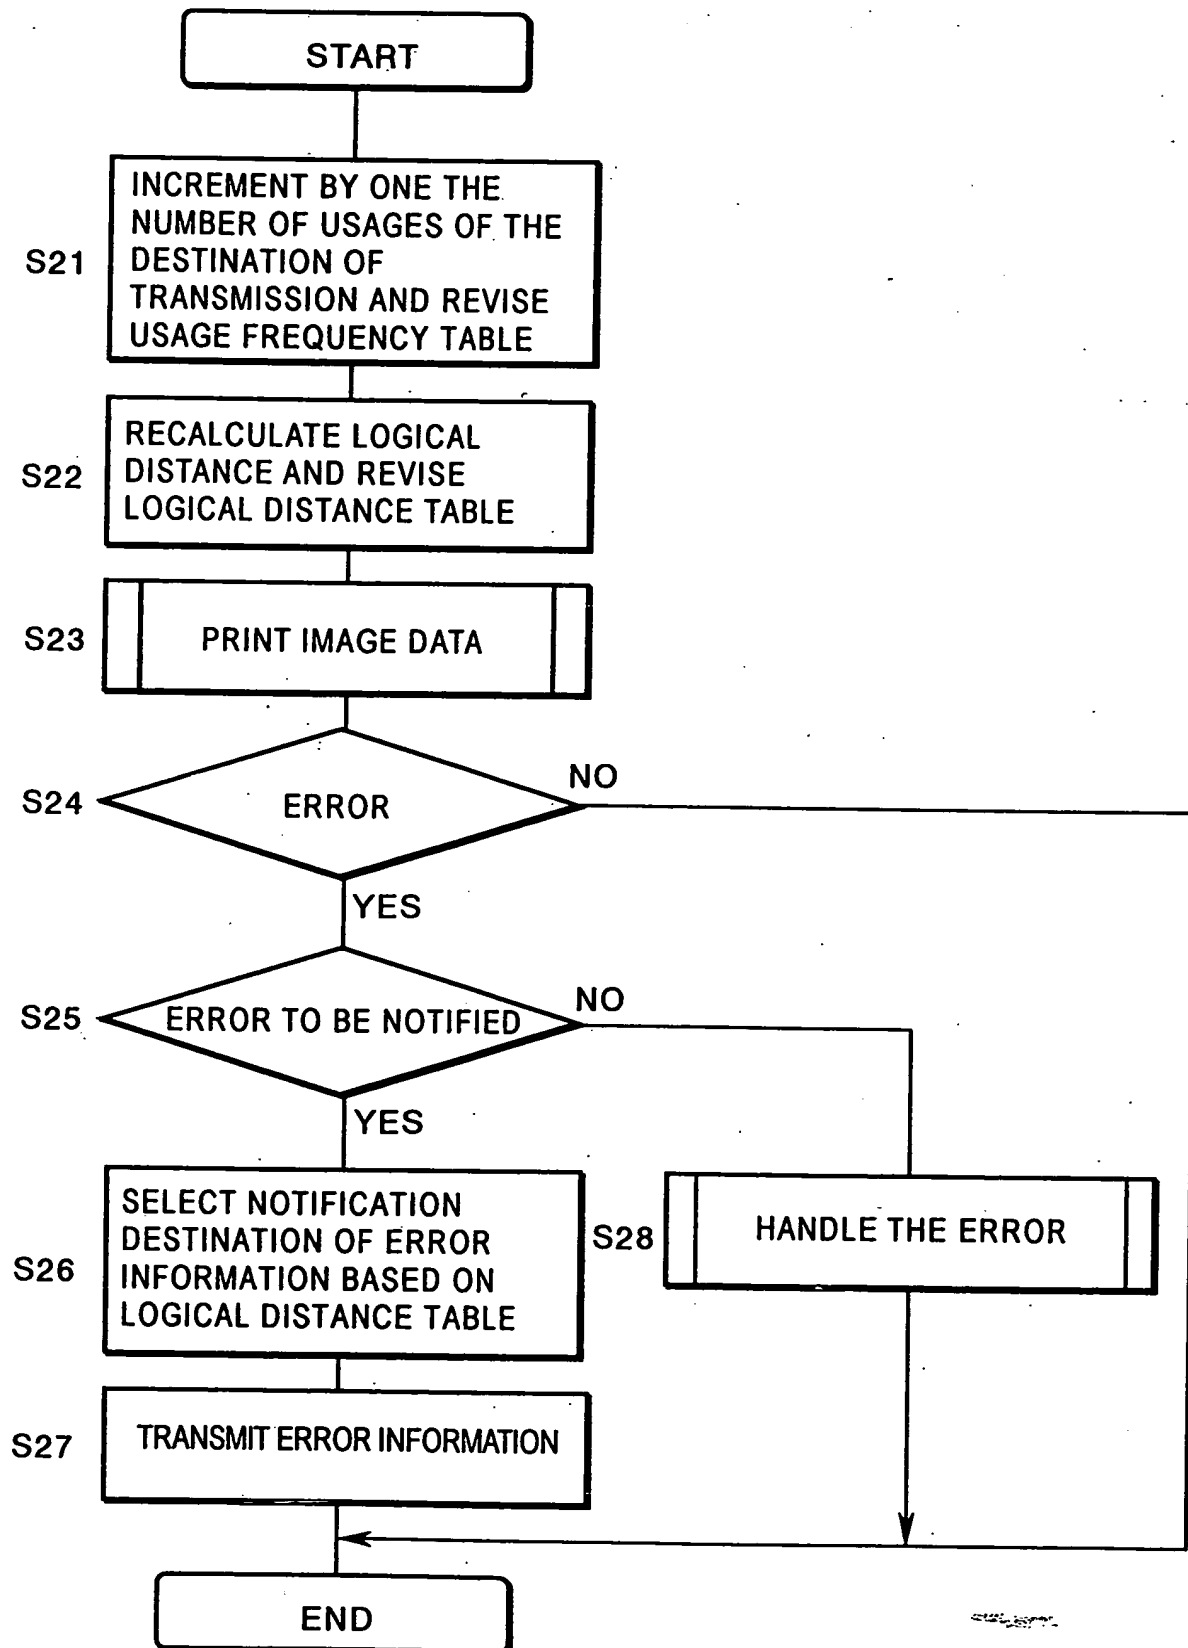 START
S21
INCREMENT BY ONE THE
NUMBER OF USAGES OF THE
DESTINATION OF
TRANSMISSION AND REVISE
USAGE FREQUENCY TABLE
S22
RECALCULATE LOGICAL
DISTANCE AND REVISE
LOGICAL DISTANCE TABLE
S23
PRINT IMAGE DATA
S24
ERROR
NO
YES
S25
ERROR TO BE NOTIFIED
NO
YES
S26
SELECT NOTIFICATION
DESTINATION OF ERROR
INFORMATION BASED ON
LOGICAL DISTANCE TABLE
S28
HANDLE THE ERROR
S27
TRANSMIT ERROR INFORMATION
END